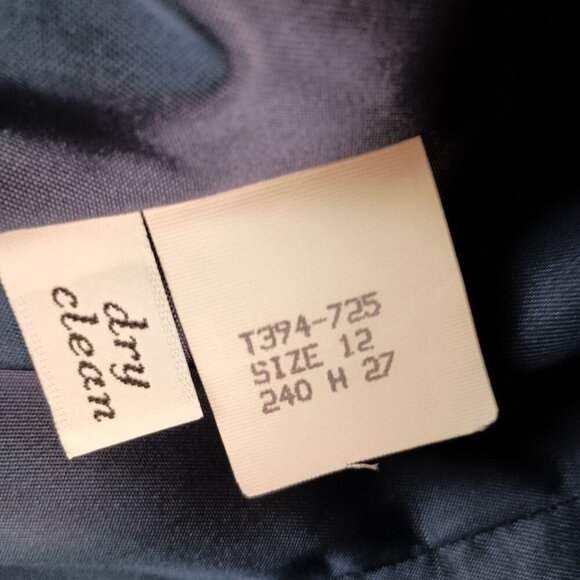 dry
clean
T394-725
SIZE 12
240 H 27